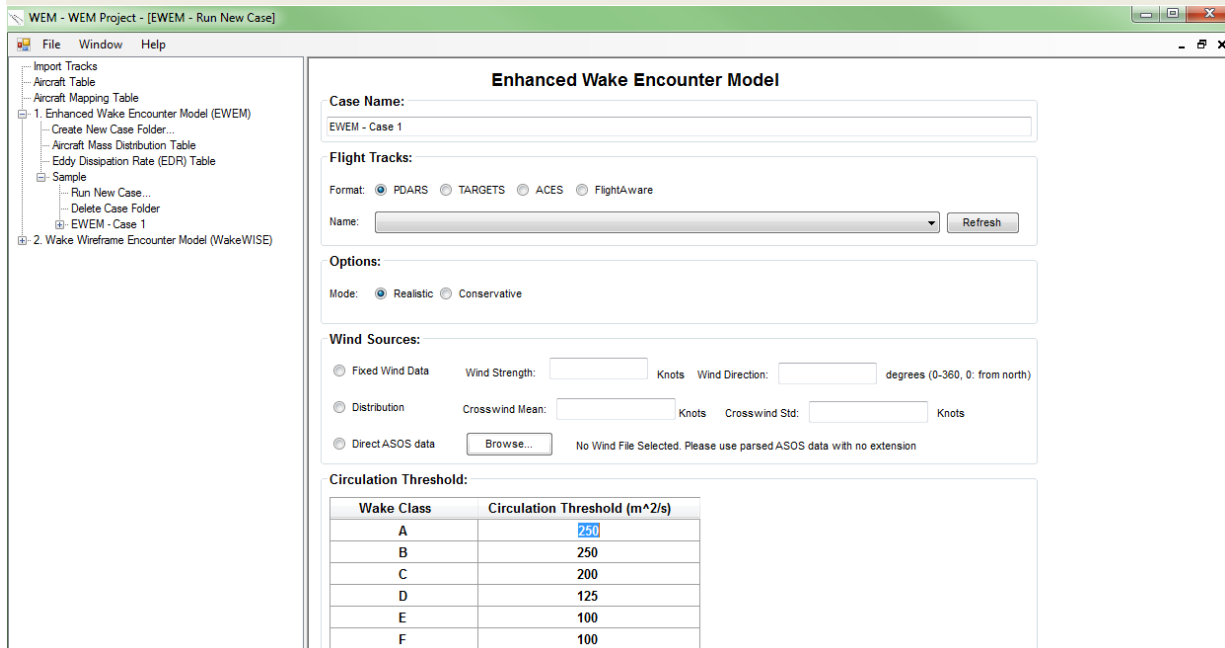 WEM - WEM Project - [EWEM - Run New Case]
File Window Help
Import Tracks
Aircraft Table
Aircraft Mapping Table
1. Enhanced Wake Encounter Model (EWEM)
Create New Case Folder...
Aircraft Mass Distribution Table
Eddy Dissipation Rate (EDR) Table
Sample
Run New Case...
Delete Case Folder
EWEM - Case 1
2. Wake Wireframe Encounter Model (WakeWISE)
Enhanced Wake Encounter Model
Case Name:
EWEM - Case 1
Flight Tracks:
Format: PDARS TARGETS ACES FlightAware
Name: Refresh
Options:
Mode: Realistic Conservative
Wind Sources:
Fixed Wind Data Wind Strength: Knots Wind Direction: degrees (0-360, 0: from north)
Distribution Crosswind Mean: Knots Crosswind Std: Knots
Direct ASOS data Browse... No Wind File Selected. Please use parsed ASOS data with no extension
Circulation Threshold:
Wake Class Circulation Threshold (m^2/s)
A 250
B 250
C 200
D 125
E 100
F 100